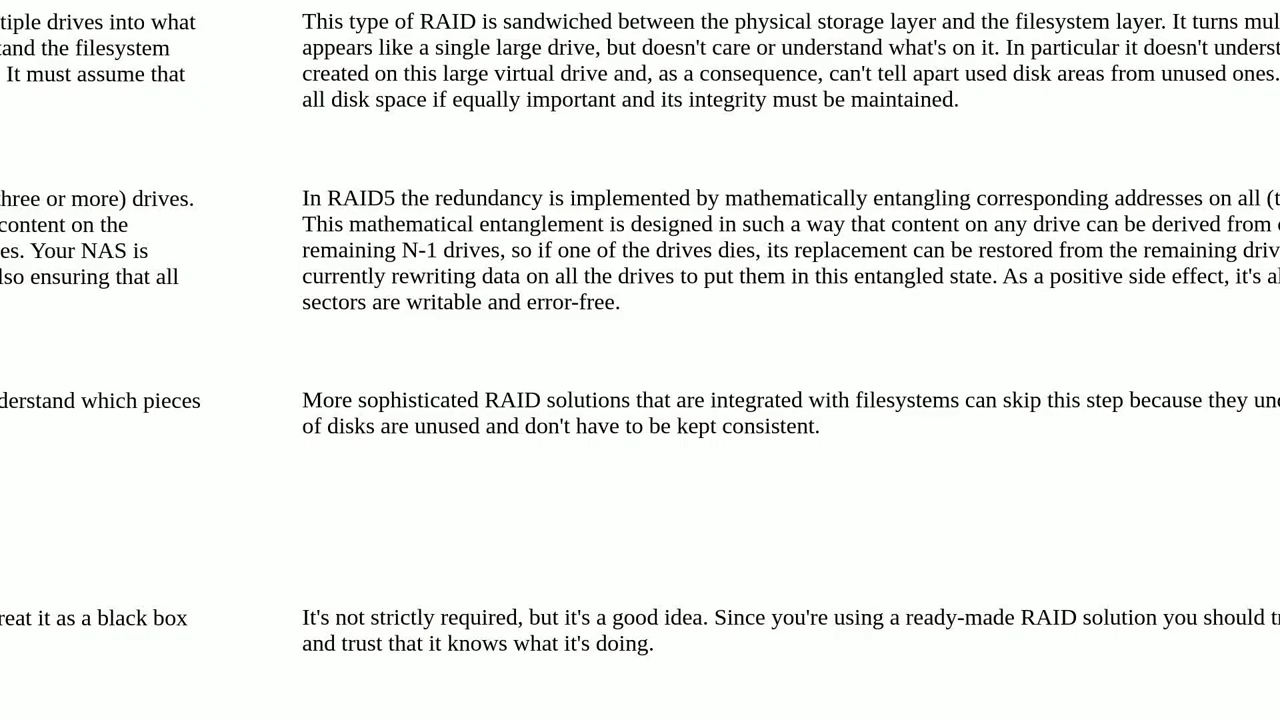 tiple drives into what
tand the filesystem
It must assume that
three or more) drives.
content on the
es. Your NAS is
lso ensuring that all
derstand which pieces
reat it as a black box
This type of RAID is sandwiched between the physical storage layer and the filesystem layer. It turns mul
appears like a single large drive, but doesn't care or understand what's on it. In particular it doesn't underst
created on this large virtual drive and, as a consequence, can't tell apart used disk areas from unused ones.
all disk space if equally important and its integrity must be maintained.
In RAID5 the redundancy is implemented by mathematically entangling corresponding addresses on all (t
This mathematical entanglement is designed in such a way that content on any drive can be derived from c
remaining N-1 drives, so if one of the drives dies, its replacement can be restored from the remaining driv
currently rewriting data on all the drives to put them in this entangled state. As a positive side effect, it's al
sectors are writable and error-free.
More sophisticated RAID solutions that are integrated with filesystems can skip this step because they und
of disks are unused and don't have to be kept consistent.
It's not strictly required, but it's a good idea. Since you're using a ready-made RAID solution you should tr
and trust that it knows what it's doing.